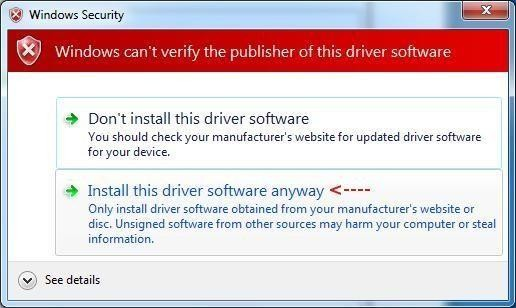 Windows Security
Windows can't verify the publisher of this driver software
Don't install this driver software
You should check your manufacturer's website for updated driver software
for your device.
Install this driver software anyway <----
Only install driver software obtained from your manufacturer's website or
disc. Unsigned software from other sources may harm your computer or steal
information.
See details